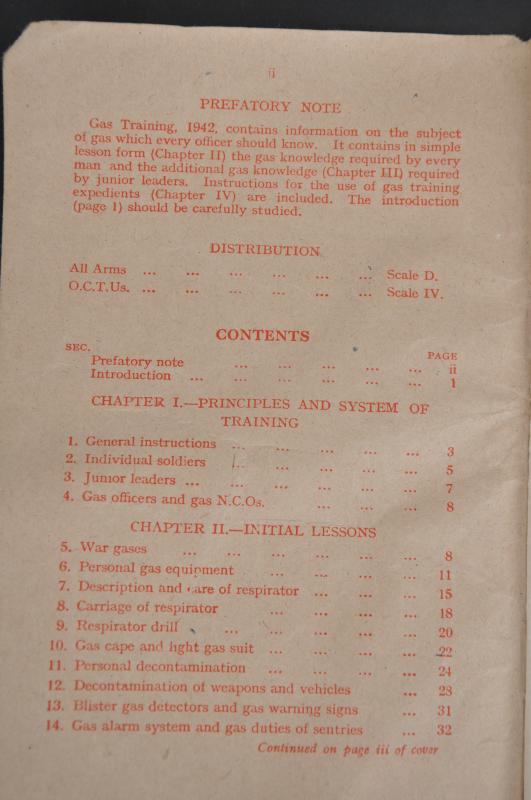 ii
PREFATORY NOTE
Gas Training, 1942, contains information on the subject
of gas which every officer should know. It contains in simple
lesson form (Chapter II) the gas knowledge required by every
man and the additional gas knowledge (Chapter III) required
by junior leaders. Instructions for the use of gas training
expedients (Chapter IV) are included. The introduction
(page 1) should be carefully studied.
DISTRIBUTION
All Arms ... ... ... ... ... ... Scale D.
O.C.T.Us. ... ... ... ... ... ... Scale IV.
CONTENTS
SEC. PAGE
Prefatory note ... ... ... ... ... ii
Introduction ... ... ... ... ... ... 1
CHAPTER I.—PRINCIPLES AND SYSTEM OF
TRAINING
1. General instructions ... ... ... ... ... 3
2. Individual soldiers ... ... ... ... ... 5
3. Junior leaders ... ... ... ... ... ... 7
4. Gas officers and gas N.C.Os. ... ... ... 8
CHAPTER II.—INITIAL LESSONS
5. War gases ... ... ... ... ... ... 8
6. Personal gas equipment ... ... ... ... 11
7. Description and care of respirator ... ... ... 15
8. Carriage of respirator ... ... ... ... 18
9. Respirator drill ... ... ... ... ... 20
10. Gas cape and light gas suit ... ... ... ... 22
11. Personal decontamination ... ... ... ... 24
12. Decontamination of weapons and vehicles ... 28
13. Blister gas detectors and gas warning signs ... 31
14. Gas alarm system and gas duties of sentries ... 32
Continued on page iii of cover